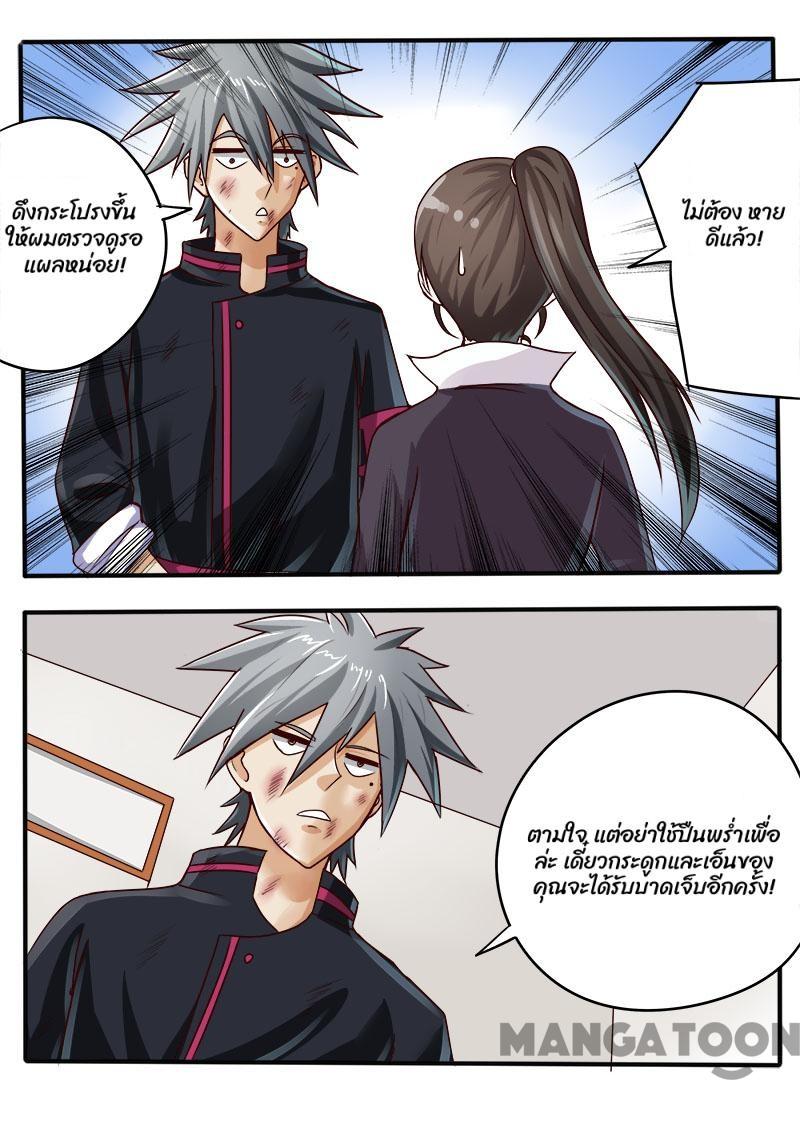 ดึงกระโปรงขึ้น
ให้ผมตรวจดูรอ
แผลหน่อย!
ไม่ต้อง หาย
ดีแล้ว!
ตามใจ แต่อย่าใช้ปืนพร่ำเพื่อ
ล่ะ เดี๋ยวกระดูกและเอ็นของ
คุณจะได้รับบาดเจ็บอีกครั้ง!
MANGATOON